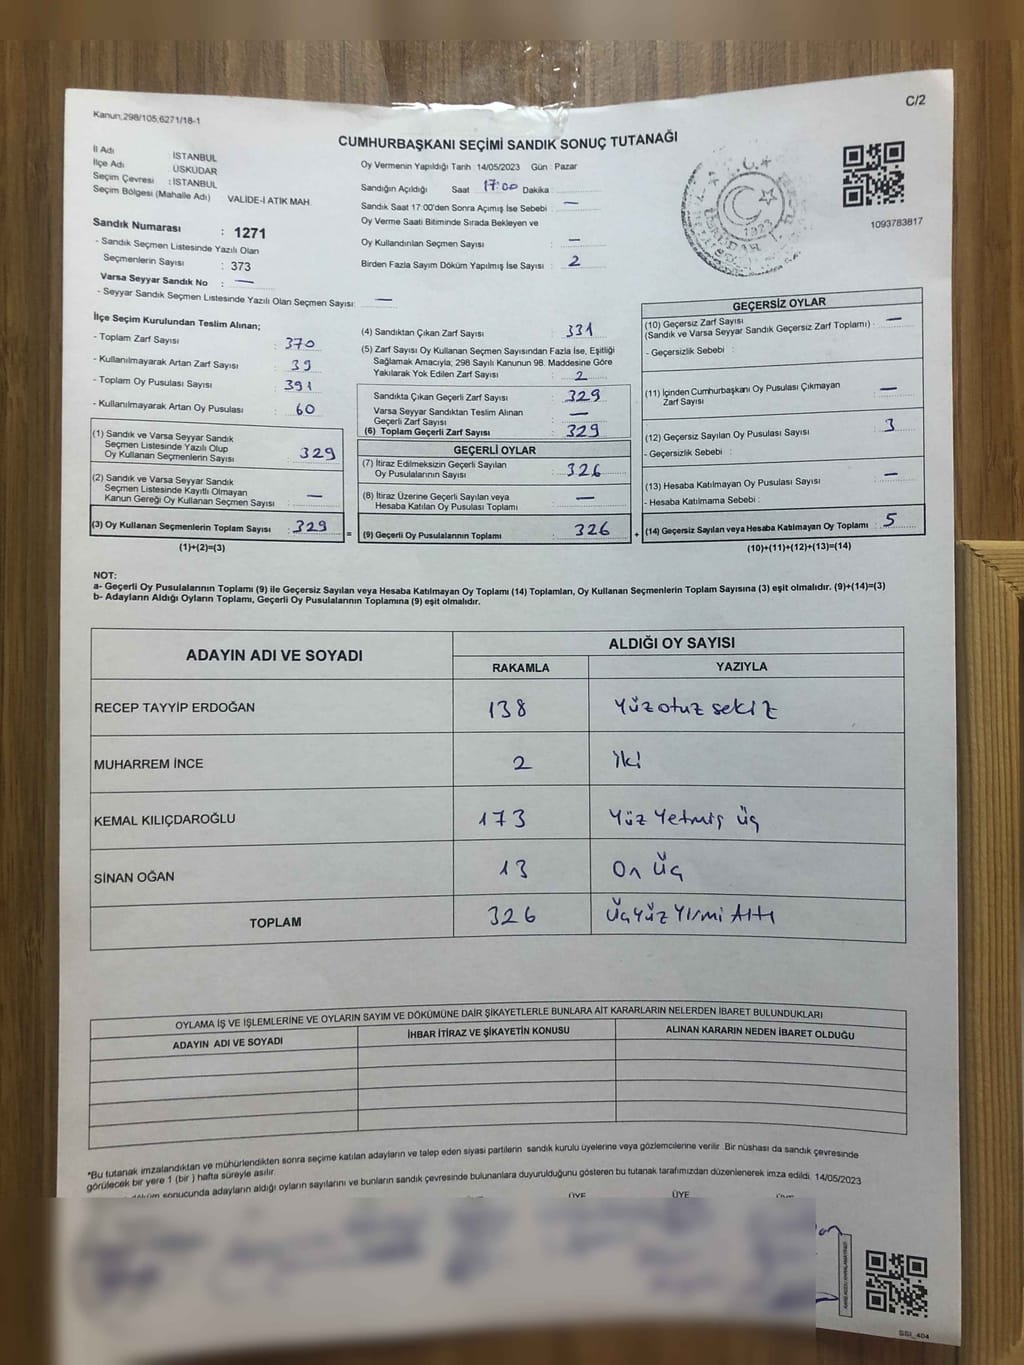 Kanun;298/105;6271/18-1
C/2
CUMHURBAŞKANI SEÇİMİ SANDIK SONUÇ TUTANAĞI
İl Adı İSTANBUL
İlçe Adı ÜSKÜDAR
Seçim Çevresi : İSTANBUL
Seçim Bölgesi (Mahalle Adı) VALİDE-İ ATİK MAH.
Sandık Numarası : 1271
- Sandık Seçmen Listesinde Yazılı Olan
Seçmenlerin Sayısı : 373
Varsa Seyyar Sandık No : —
- Seyyar Sandık Seçmen Listesinde Yazılı Olan Seçmen Sayısı: —
Oy Vermenin Yapıldığı Tarih 14/05/2023 Gün : Pazar
Sandığın Açıldığı Saat 17:00 Dakika
Sandık Saat 17:00'den Sonra Açımış İse Sebebi : —
Oy Verme Saati Bitiminde Sırada Bekleyen ve
Oy Kullandırılan Seçmen Sayısı : —
Birden Fazla Sayım Döküm Yapılmış İse Sayısı : 2
1923
1093783817
İlçe Seçim Kurulundan Teslim Alınan;
- Toplam Zarf Sayısı : 370
- Kullanılmayarak Artan Zarf Sayısı : 39
- Toplam Oy Pusulası Sayısı : 391
- Kullanılmayarak Artan Oy Pusulası : 60
(1) Sandık ve Varsa Seyyar Sandık
Seçmen Listesinde Yazılı Olup
Oy Kullanan Seçmenlerin Sayısı : 329
(2) Sandık ve Varsa Seyyar Sandık
Seçmen Listesinde Kayıtlı Olmayan
Kanun Gereği Oy Kullanan Seçmen Sayısı : —
(3) Oy Kullanan Seçmenlerin Toplam Sayısı : 329
(1)+(2)=(3)
(4) Sandıktan Çıkan Zarf Sayısı : 331
(5) Zarf Sayısı Oy Kullanan Seçmen Sayısından Fazla İse, Eşitliği
Sağlamak Amacıyla; 298 Sayılı Kanunun 98. Maddesine Göre
Yakılarak Yok Edilen Zarf Sayısı : 2
Sandıkta Çıkan Geçerli Zarf Sayısı : 329
Varsa Seyyar Sandıktan Teslim Alınan
Geçerli Zarf Sayısı : —
(6) Toplam Geçerli Zarf Sayısı : 329
GEÇERLİ OYLAR
(7) İtiraz Edilmeksizin Geçerli Sayılan
Oy Pusulalarının Sayısı : 326
(8) İtiraz Üzerine Geçerli Sayılan veya
Hesaba Katılan Oy Pusulası Toplamı : —
= (9) Geçerli Oy Pusulalarının Toplamı 326
GEÇERSİZ OYLAR
(10) Geçersiz Zarf Sayısı
(Sandık ve Varsa Seyyar Sandık Geçersiz Zarf Toplamı) : —
- Geçersizlik Sebebi :
(11) İçinden Cumhurbaşkanı Oy Pusulası Çıkmayan
Zarf Sayısı : —
(12) Geçersiz Sayılan Oy Pusulası Sayısı : 3
- Geçersizlik Sebebi :
(13) Hesaba Katılmayan Oy Pusulası Sayısı : —
- Hesaba Katılmama Sebebi :
+ (14) Geçersiz Sayılan veya Hesaba Katılmayan Oy Toplamı : 5
(10)+(11)+(12)+(13)=(14)
NOT:
a- Geçerli Oy Pusulalarının Toplamı (9) ile Geçersiz Sayılan veya Hesaba Katılmayan Oy Toplamı (14) Toplamları, Oy Kullanan Seçmenlerin Toplam Sayısına (3) eşit olmalıdır. (9)+(14)=(3)
b- Adayların Aldığı Oyların Toplamı, Geçerli Oy Pusulalarının Toplamına (9) eşit olmalıdır.
ADAYIN ADI VE SOYADI ALDIĞI OY SAYISI
RAKAMLA YAZIYLA
RECEP TAYYİP ERDOĞAN 138 Yüz otuz sekiz
MUHARREM İNCE 2 iki
KEMAL KILIÇDAROĞLU 173 Yüz Yetmiş üç
SİNAN OĞAN 13 On üç
TOPLAM 326 Üçyüz Yirmi Altı
OYLAMA İŞ VE İŞLEMLERİNE VE OYLARIN SAYIM VE DÖKÜMÜNE DAİR ŞİKAYETLERLE BUNLARA AİT KARARLARIN NELERDEN İBARET BULUNDUKLARI
ADAYIN ADI VE SOYADI İHBAR İTİRAZ VE ŞİKAYETİN KONUSU ALINAN KARARIN NEDEN İBARET OLDUĞU
*Bu tutanak imzalandıktan ve mühürlendikten sonra seçime katılan adayların ve talep eden siyasi partilerin sandık kurulu üyelerine veya gözlemcilerine verilir. Bir nüshası da sandık çevresinde
görülecek bir yere 1 (bir) hafta süreyle asılır.
döküm sonucunda adayların aldığı oyların sayılarını ve bunların sandık çevresinde bulunanlara duyurulduğunu gösteren bu tutanak tarafımızdan düzenlenerek imza edildi. 14/05/2023
ÜYE ÜYE ÜYE
SSI_404